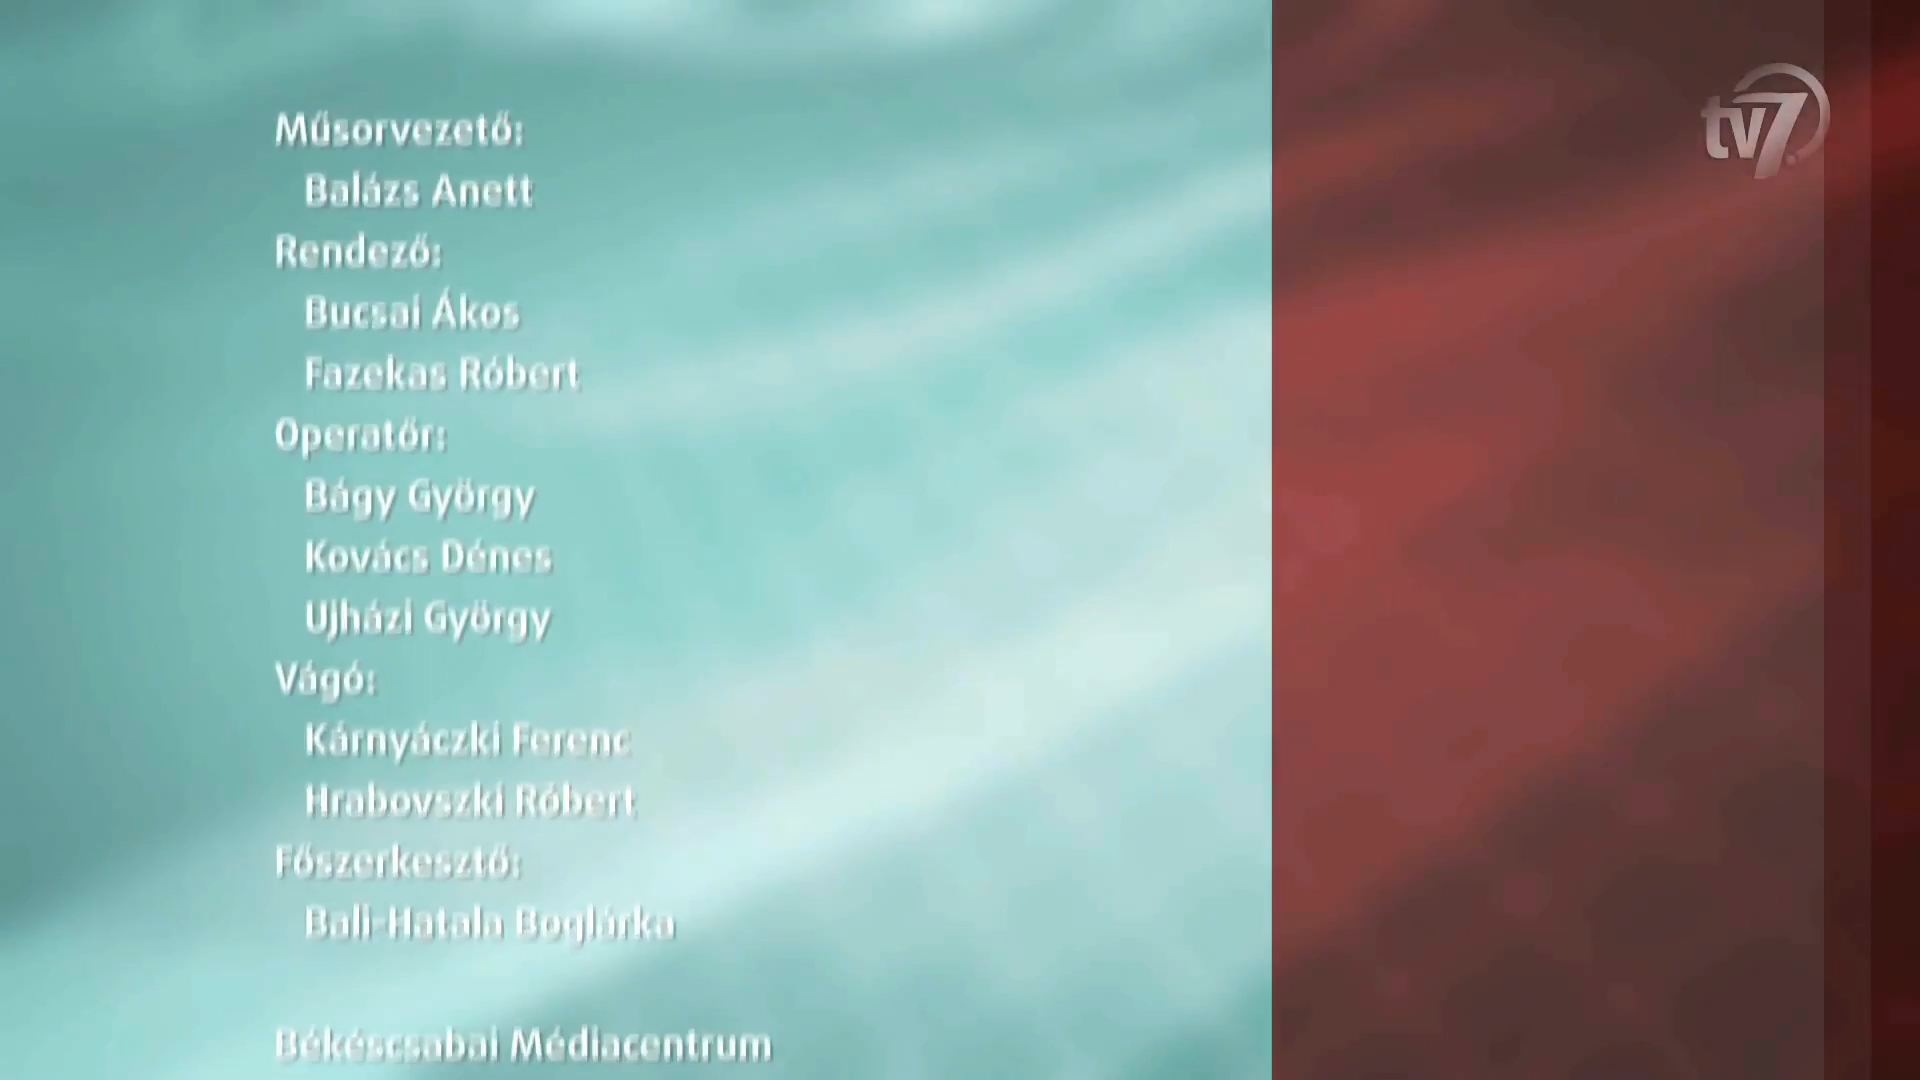 tv7
Műsorvezető:
Balázs Anett
Rendező:
Bucsai Ákos
Fazekas Róbert
Operatőr:
Bágy György
Kovács Dénes
Ujházi György
Vágó:
Kárnyáczki Ferenc
Hrabovszki Róbert
Főszerkesztő:
Bali-Hatala Boglárka
Békéscsabai Médiacentrum